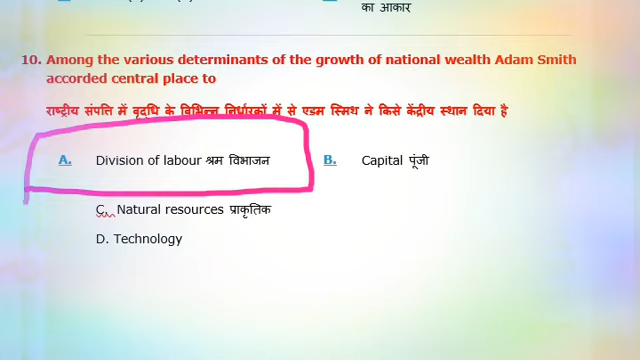 का आकार
10. Among the various determinants of the growth of national wealth Adam Smith
accorded central place to
राष्ट्रीय संपत्ति में वृद्धि के विभिन्न निर्धारकों में से एडम स्मिथ ने किसे केंद्रीय स्थान दिया है
A. Division of labour श्रम विभाजन B. Capital पूंजी
C. Natural resources प्राकृतिक
D. Technology